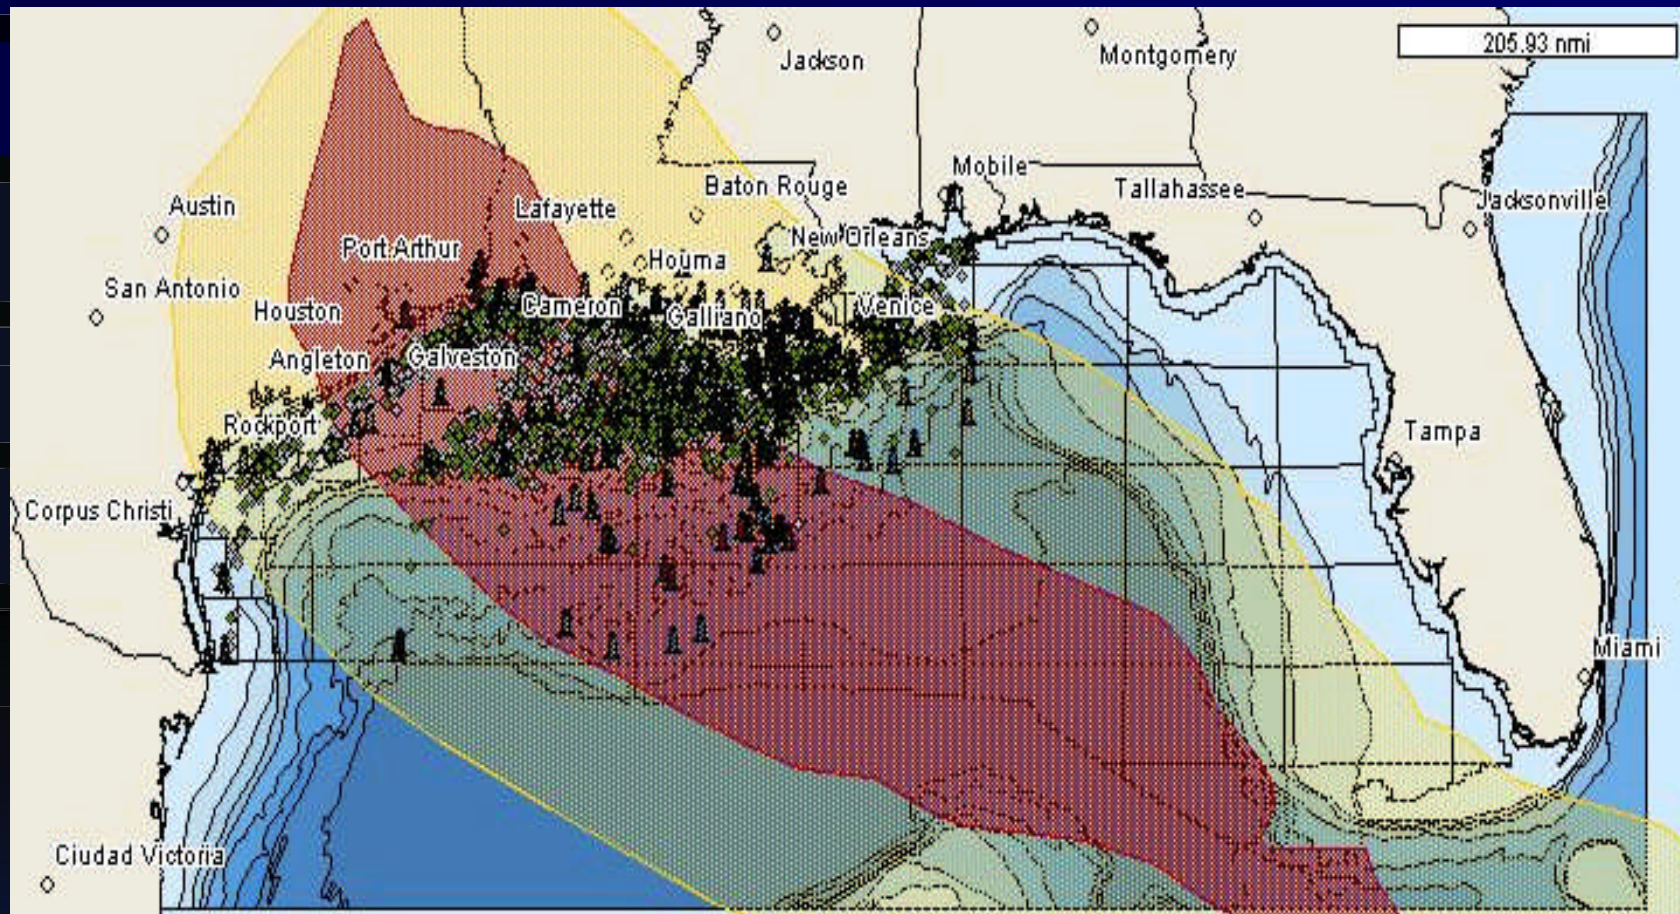 205.93 nmi
Jackson
Montgomery
Mobile
Baton Rouge
Tallahassee
Jacksonville
Austin
Lafayette
New Orleans
Port Arthur
Houma
San Antonio
Houston
Cameron
Galliano
Venice
Angleton
Galveston
Rockport
Tampa
Corpus Christi
Miami
Ciudad Victoria